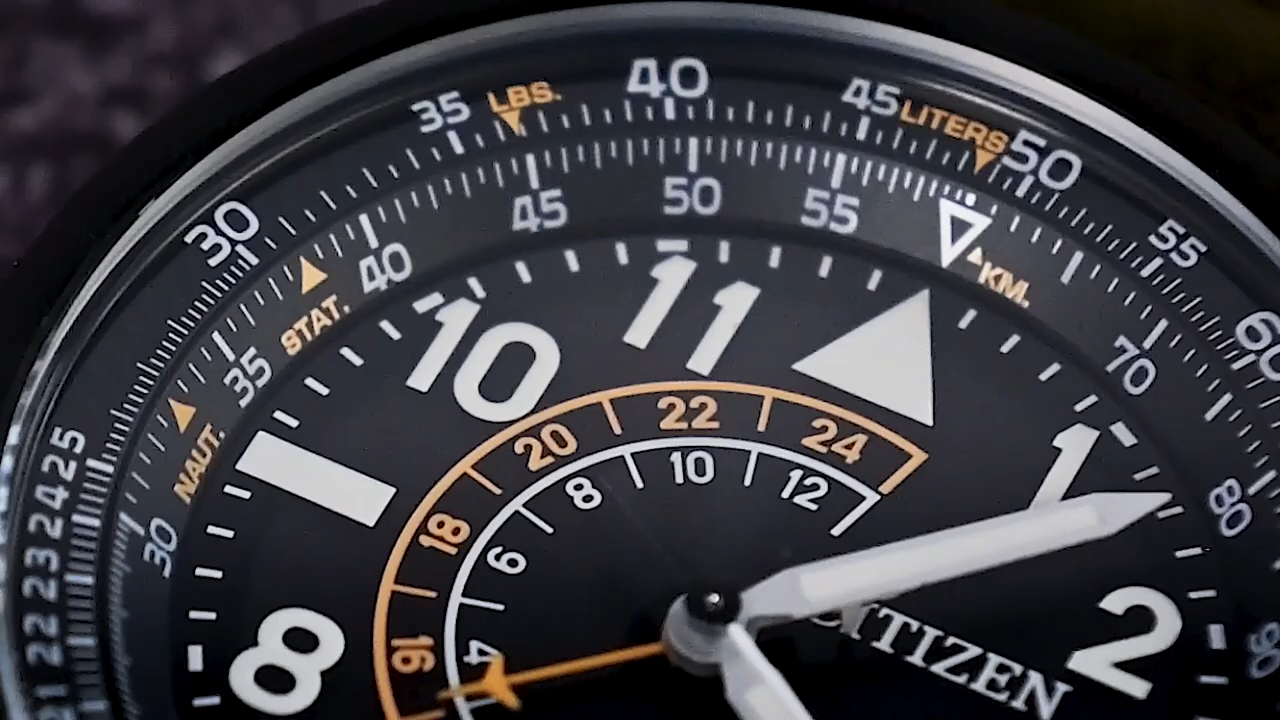 21 22 23 24 25 30 35 LBS. 40 45 LITERS 50 55 60
NAUT. STAT. KM.
30 35 40 45 50 55 70 80 90
8 10 11 1 2
16 18 20 22 24
4 6 8 10 12
CITIZEN